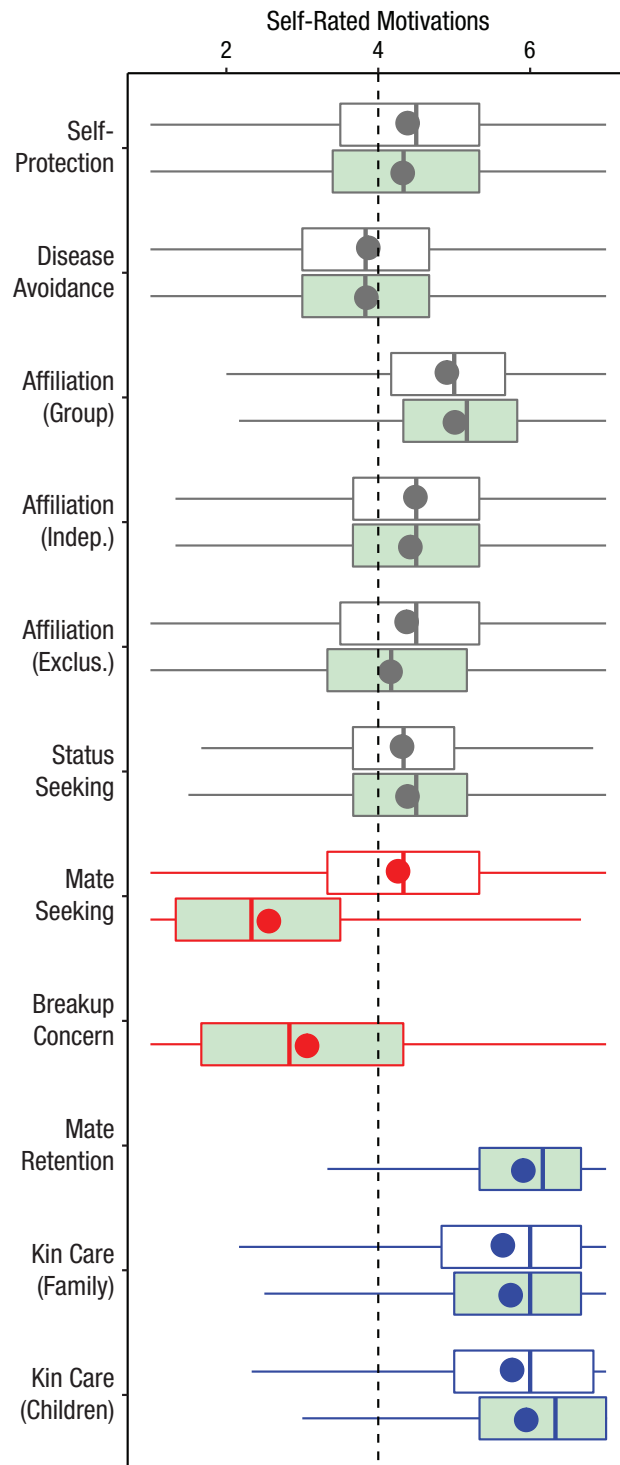 Self-Rated Motivations
2 4 6
Self-
Protection
Disease
Avoidance
Affiliation
(Group)
Affiliation
(Indep.)
Affiliation
(Exclus.)
Status
Seeking
Mate
Seeking
Breakup
Concern
Mate
Retention
Kin Care
(Family)
Kin Care
(Children)